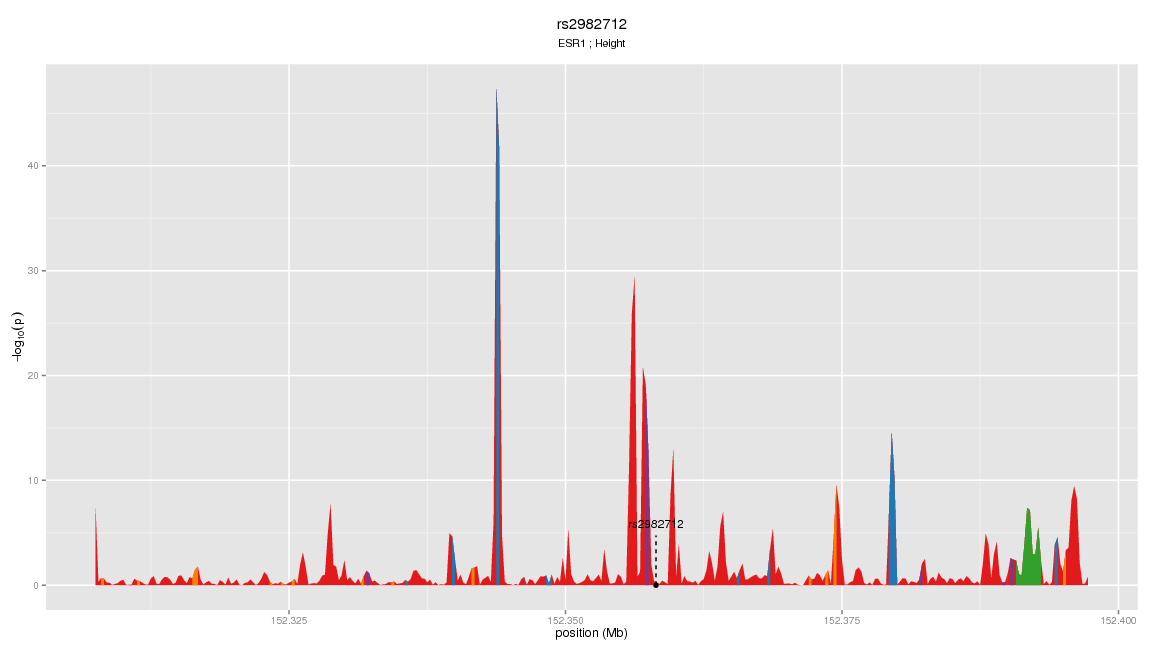 rs2982712
ESR1 ; Height
−log10(p)
40
30
20
10
0
rs2982712
152.325
152.350
152.375
152.400
position (Mb)